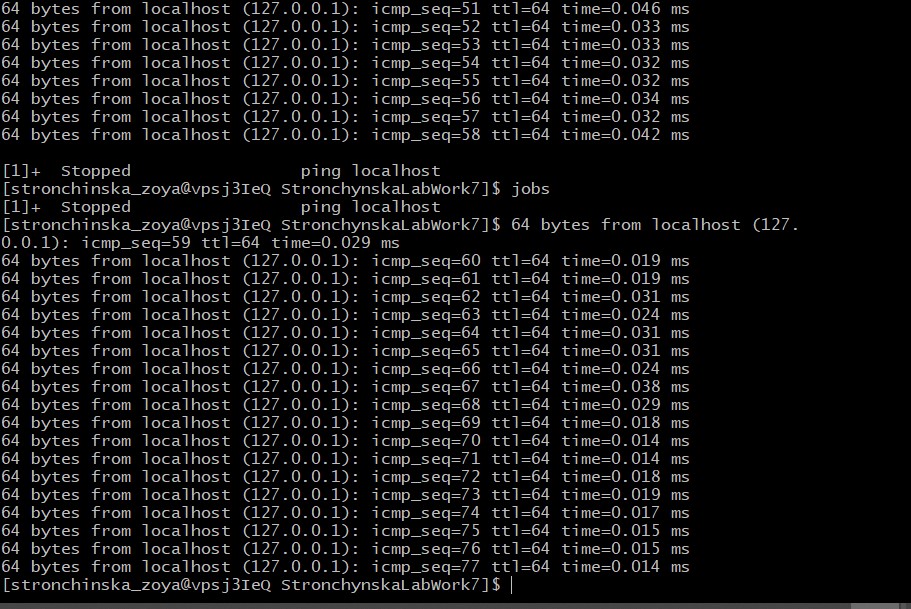 64 bytes from localhost (127.0.0.1): icmp_seq=51 ttl=64 time=0.046 ms
64 bytes from localhost (127.0.0.1): icmp_seq=52 ttl=64 time=0.033 ms
64 bytes from localhost (127.0.0.1): icmp_seq=53 ttl=64 time=0.033 ms
64 bytes from localhost (127.0.0.1): icmp_seq=54 ttl=64 time=0.032 ms
64 bytes from localhost (127.0.0.1): icmp_seq=55 ttl=64 time=0.032 ms
64 bytes from localhost (127.0.0.1): icmp_seq=56 ttl=64 time=0.034 ms
64 bytes from localhost (127.0.0.1): icmp_seq=57 ttl=64 time=0.032 ms
64 bytes from localhost (127.0.0.1): icmp_seq=58 ttl=64 time=0.042 ms
[1]+  Stopped                 ping localhost
[stronchinska_zoya@vpsj3IeQ StronchynskaLabWork7]$ jobs
[1]+  Stopped                 ping localhost
[stronchinska_zoya@vpsj3IeQ StronchynskaLabWork7]$ 64 bytes from localhost (127.
0.0.1): icmp_seq=59 ttl=64 time=0.029 ms
64 bytes from localhost (127.0.0.1): icmp_seq=60 ttl=64 time=0.019 ms
64 bytes from localhost (127.0.0.1): icmp_seq=61 ttl=64 time=0.019 ms
64 bytes from localhost (127.0.0.1): icmp_seq=62 ttl=64 time=0.031 ms
64 bytes from localhost (127.0.0.1): icmp_seq=63 ttl=64 time=0.024 ms
64 bytes from localhost (127.0.0.1): icmp_seq=64 ttl=64 time=0.031 ms
64 bytes from localhost (127.0.0.1): icmp_seq=65 ttl=64 time=0.031 ms
64 bytes from localhost (127.0.0.1): icmp_seq=66 ttl=64 time=0.024 ms
64 bytes from localhost (127.0.0.1): icmp_seq=67 ttl=64 time=0.038 ms
64 bytes from localhost (127.0.0.1): icmp_seq=68 ttl=64 time=0.029 ms
64 bytes from localhost (127.0.0.1): icmp_seq=69 ttl=64 time=0.018 ms
64 bytes from localhost (127.0.0.1): icmp_seq=70 ttl=64 time=0.014 ms
64 bytes from localhost (127.0.0.1): icmp_seq=71 ttl=64 time=0.014 ms
64 bytes from localhost (127.0.0.1): icmp_seq=72 ttl=64 time=0.018 ms
64 bytes from localhost (127.0.0.1): icmp_seq=73 ttl=64 time=0.019 ms
64 bytes from localhost (127.0.0.1): icmp_seq=74 ttl=64 time=0.017 ms
64 bytes from localhost (127.0.0.1): icmp_seq=75 ttl=64 time=0.015 ms
64 bytes from localhost (127.0.0.1): icmp_seq=76 ttl=64 time=0.015 ms
64 bytes from localhost (127.0.0.1): icmp_seq=77 ttl=64 time=0.014 ms
[stronchinska_zoya@vpsj3IeQ StronchynskaLabWork7]$